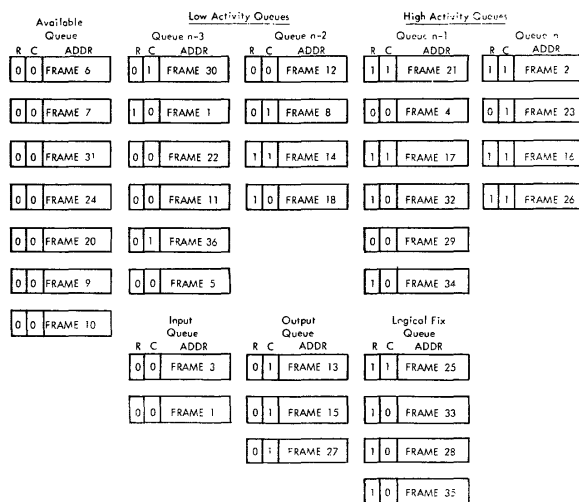 Available Queue
Low Activity Queues
High Activity Queues
Queue n-3
Queue n-2
Queue n-1
Queue n
R C ADDR R C ADDR R C ADDR R C ADDR R C ADDR
0 0 FRAME 6 0 1 FRAME 30 0 0 FRAME 12 1 1 FRAME 21 1 1 FRAME 2
0 0 FRAME 7 1 0 FRAME 1 0 1 FRAME 8 0 0 FRAME 4 0 1 FRAME 23
0 0 FRAME 31 0 0 FRAME 22 1 1 FRAME 14 1 1 FRAME 17 1 1 FRAME 16
0 0 FRAME 24 0 0 FRAME 11 1 0 FRAME 18 1 0 FRAME 32 1 1 FRAME 26
0 0 FRAME 20 0 1 FRAME 36 0 0 FRAME 29
0 0 FRAME 9 0 0 FRAME 5 1 0 FRAME 34
0 0 FRAME 10
Input Queue
Output Queue
Logical Fix Queue
R C ADDR R C ADDR R C ADDR
0 0 FRAME 3 0 1 FRAME 13 1 1 FRAME 25
0 0 FRAME 1 0 1 FRAME 15 1 0 FRAME 33
0 1 FRAME 27 1 0 FRAME 28
1 0 FRAME 35